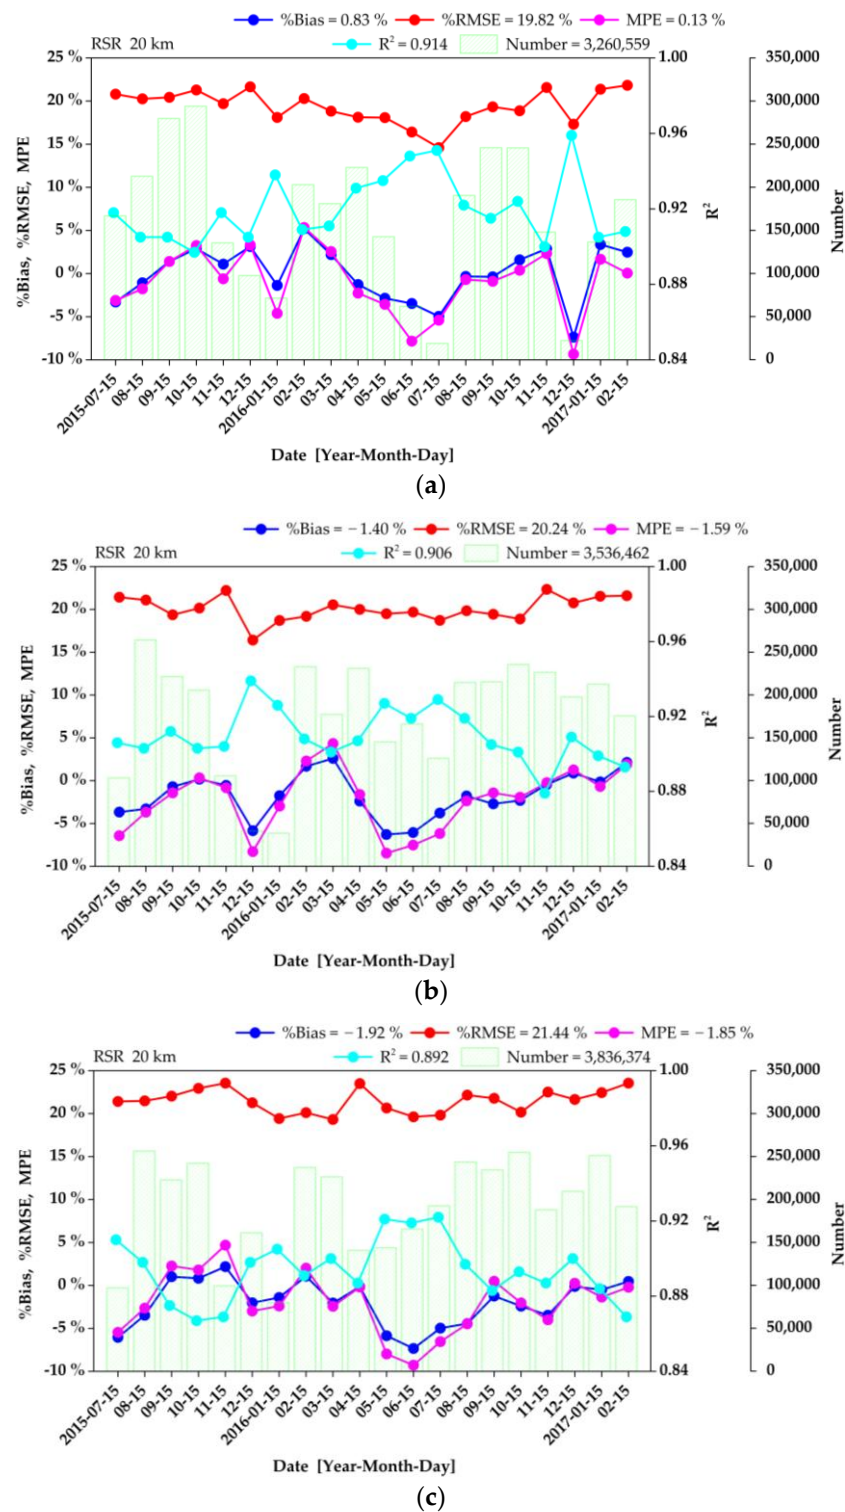 %Bias = 0.83 % %RMSE = 19.82 % MPE = 0.13 %
RSR 20 km R² = 0.914 Number = 3,260,559
25 % 1.00 350,000
20 % 300,000
0.96 250,000
15 %
10 % 200,000
0.92
5 % 150,000
0 % 100,000
0.88
-5 % 50,000
-10 % 0.84 0
%Bias, %RMSE, MPE
R²
Number
2015-07-15 08-15 09-15 10-15 11-15 12-15 2016-01-15 02-15 03-15 04-15 05-15 06-15 07-15 08-15 09-15 10-15 11-15 12-15 2017-01-15 02-15
Date [Year-Month-Day]
(a)
%Bias = −1.40 % %RMSE = 20.24 % MPE = −1.59 %
RSR 20 km R² = 0.906 Number = 3,536,462
25 % 1.00 350,000
20 % 300,000
0.96 250,000
15 %
10 % 200,000
0.92
5 % 150,000
0 % 100,000
0.88
-5 % 50,000
-10 % 0.84 0
%Bias, %RMSE, MPE
R²
Number
2015-07-15 08-15 09-15 10-15 11-15 12-15 2016-01-15 02-15 03-15 04-15 05-15 06-15 07-15 08-15 09-15 10-15 11-15 12-15 2017-01-15 02-15
Date [Year-Month-Day]
(b)
%Bias = −1.92 % %RMSE = 21.44 % MPE = −1.85 %
RSR 20 km R² = 0.892 Number = 3,836,374
25 % 1.00 350,000
20 % 300,000
0.96 250,000
15 %
10 % 200,000
0.92
5 % 150,000
0 % 100,000
0.88
-5 % 50,000
-10 % 0.84 0
%Bias, %RMSE, MPE
R²
Number
2015-07-15 08-15 09-15 10-15 11-15 12-15 2016-01-15 02-15 03-15 04-15 05-15 06-15 07-15 08-15 09-15 10-15 11-15 12-15 2017-01-15 02-15
Date [Year-Month-Day]
(c)